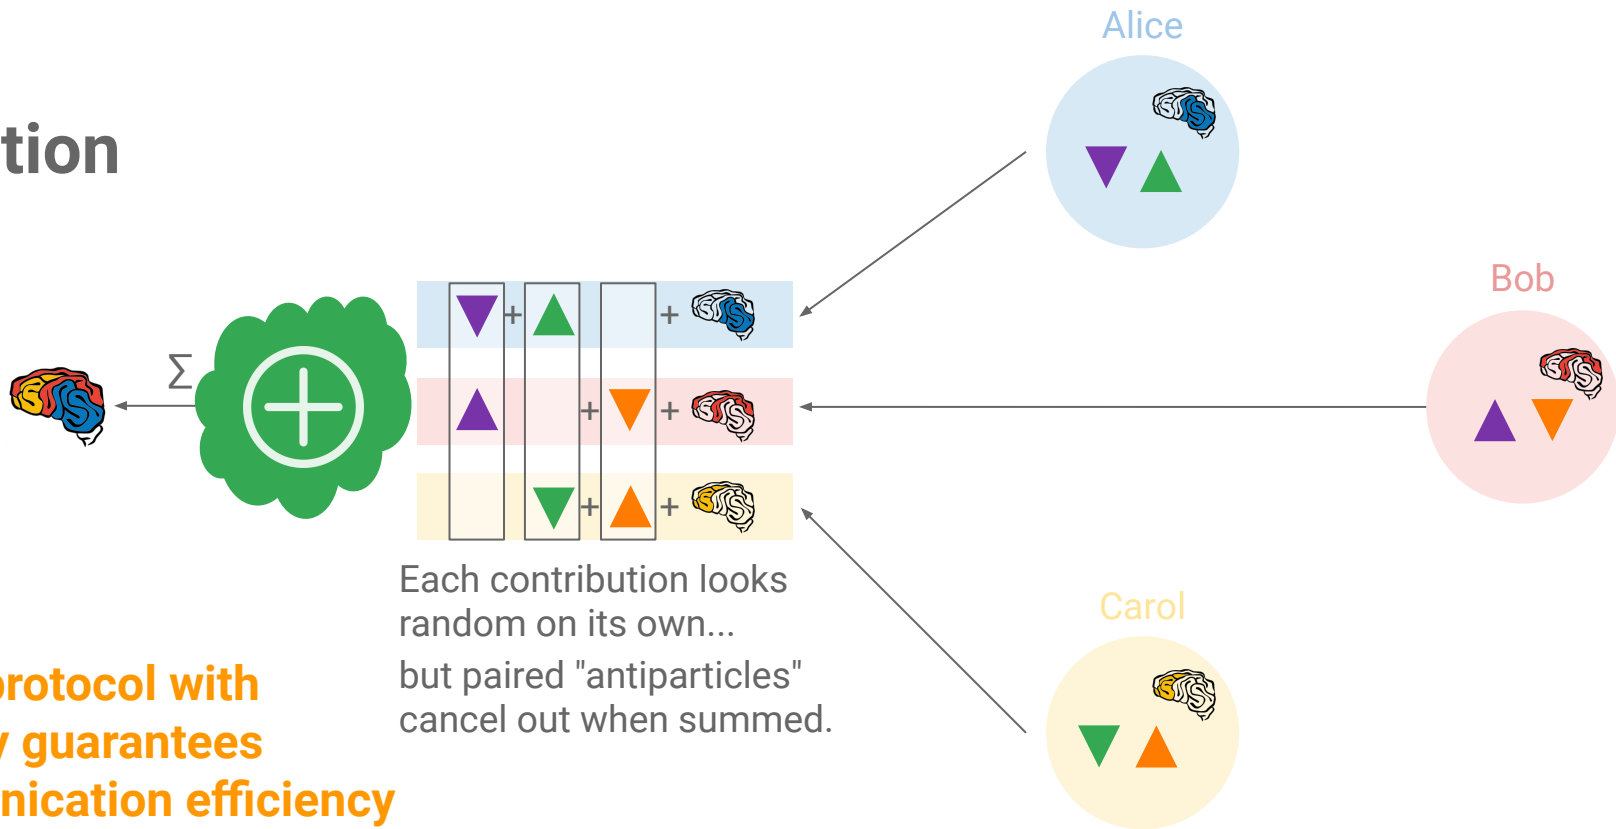 Alice
tion
Bob
Σ
+ +
+ +
+ +
Each contribution looks
random on its own...
but paired "antiparticles"
cancel out when summed.
Carol
protocol with
y guarantees
nication efficiency